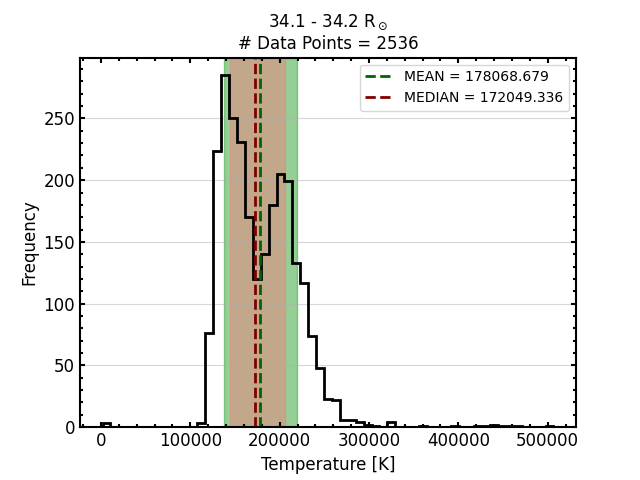 34.1 - 34.2 R⊙
# Data Points = 2536
MEAN = 178068.679
MEDIAN = 172049.336
Frequency
250
200
150
100
50
0
0 100000 200000 300000 400000 500000
Temperature [K]